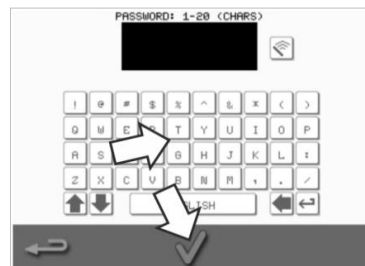 PASSWORD: 1-20 (CHARS)
! @ # $ % ^ & * ( )
Q W E T Y U I O P
A S G H J K L :
Z X C V B N M , . /